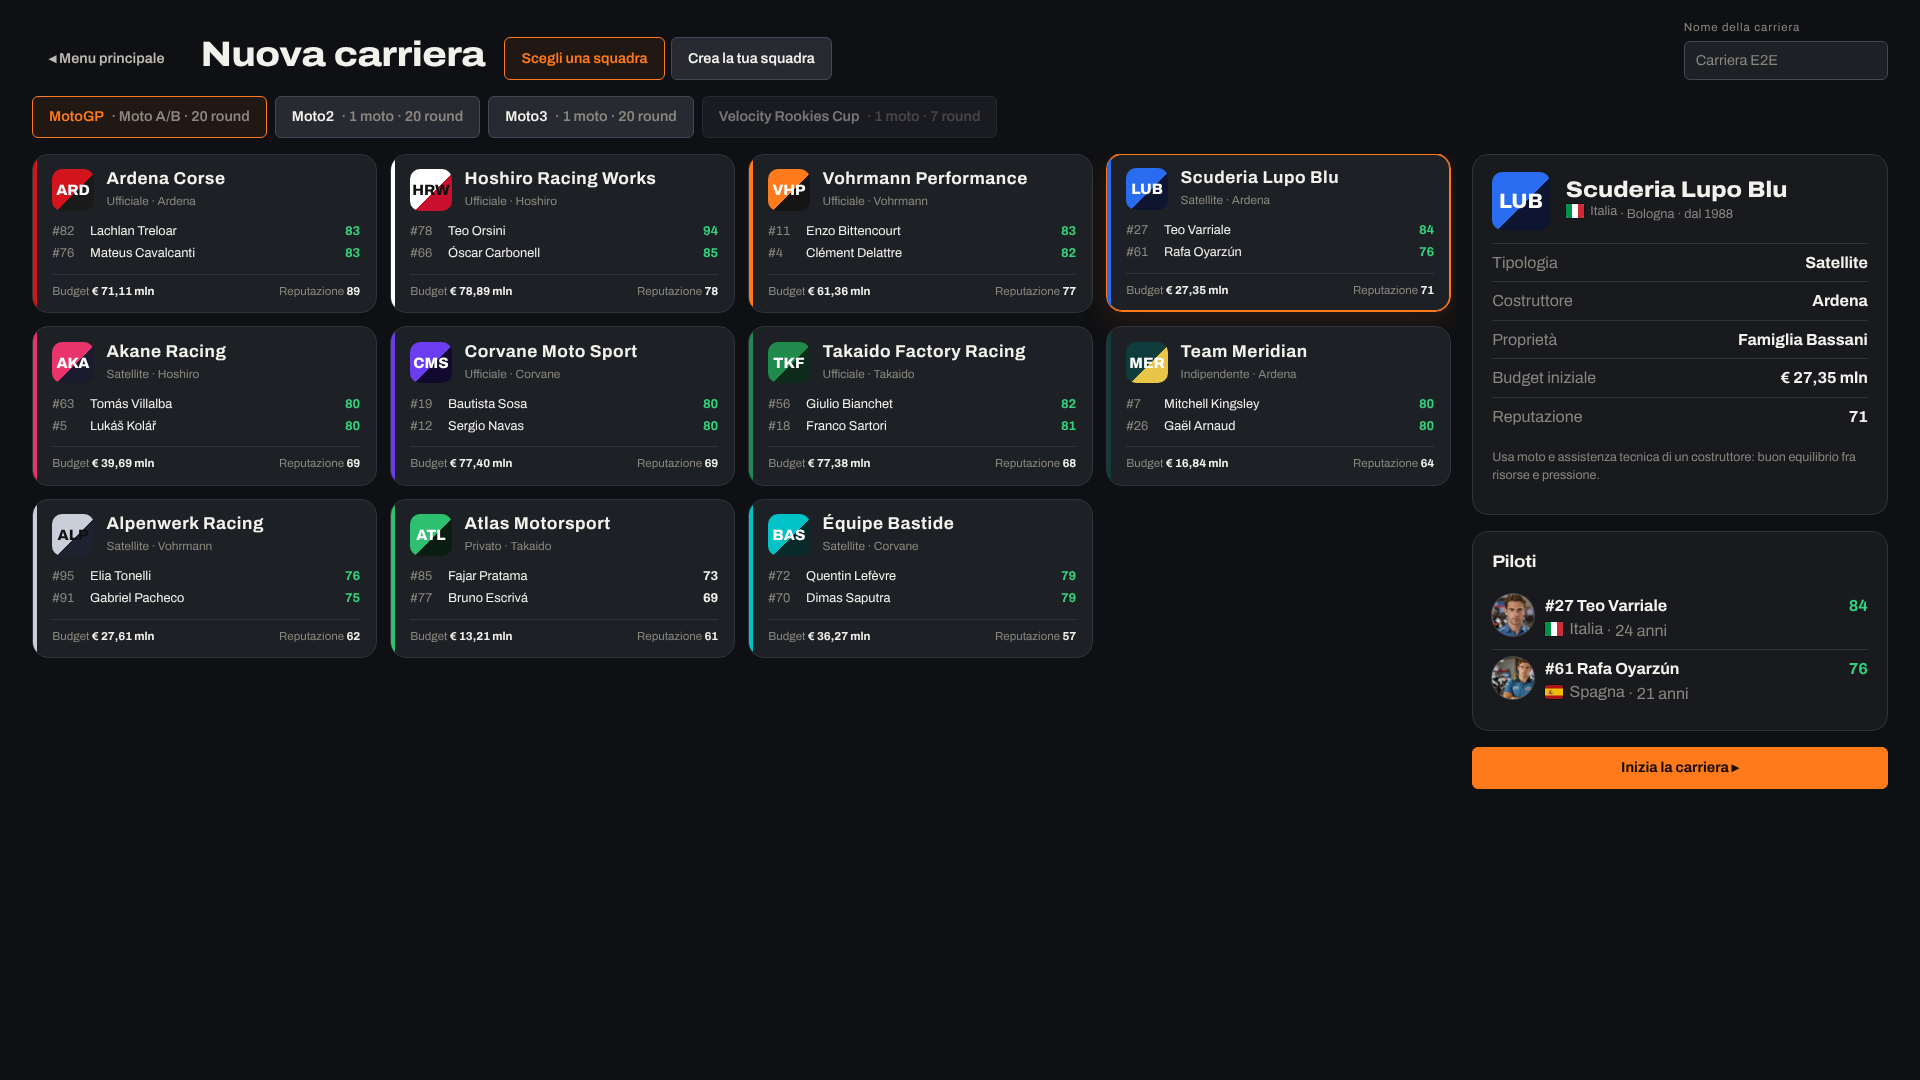 ◂ Menu principale
Nuova carriera
Scegli una squadra
Crea la tua squadra
Nome della carriera
Carriera E2E
MotoGP · Moto A/B · 20 round
Moto2 · 1 moto · 20 round
Moto3 · 1 moto · 20 round
Velocity Rookies Cup · 1 moto · 7 round
ARD
Ardena Corse
Ufficiale · Ardena
#82 Lachlan Treloar 83
#76 Mateus Cavalcanti 83
Budget € 71,11 mln Reputazione 89
HRW
Hoshiro Racing Works
Ufficiale · Hoshiro
#78 Teo Orsini 94
#66 Óscar Carbonell 85
Budget € 78,89 mln Reputazione 78
VHP
Vohrmann Performance
Ufficiale · Vohrmann
#11 Enzo Bittencourt 83
#4 Clément Delattre 82
Budget € 61,36 mln Reputazione 77
LUB
Scuderia Lupo Blu
Satellite · Ardena
#27 Teo Varriale 84
#61 Rafa Oyarzún 76
Budget € 27,35 mln Reputazione 71
AKA
Akane Racing
Satellite · Hoshiro
#63 Tomás Villalba 80
#5 Lukáš Kolář 80
Budget € 39,69 mln Reputazione 69
CMS
Corvane Moto Sport
Ufficiale · Corvane
#19 Bautista Sosa 80
#12 Sergio Navas 80
Budget € 77,40 mln Reputazione 69
TKF
Takaido Factory Racing
Ufficiale · Takaido
#56 Giulio Bianchet 82
#18 Franco Sartori 81
Budget € 77,38 mln Reputazione 68
MER
Team Meridian
Indipendente · Ardena
#7 Mitchell Kingsley 80
#26 Gaël Arnaud 80
Budget € 16,84 mln Reputazione 64
ALP
Alpenwerk Racing
Satellite · Vohrmann
#95 Elia Tonelli 76
#91 Gabriel Pacheco 75
Budget € 27,61 mln Reputazione 62
ATL
Atlas Motorsport
Privato · Takaido
#85 Fajar Pratama 73
#77 Bruno Escrivá 69
Budget € 13,21 mln Reputazione 61
BAS
Équipe Bastide
Satellite · Corvane
#72 Quentin Lefèvre 79
#70 Dimas Saputra 79
Budget € 36,27 mln Reputazione 57
LUB
Scuderia Lupo Blu
Italia · Bologna · dal 1988
Tipologia Satellite
Costruttore Ardena
Proprietà Famiglia Bassani
Budget iniziale € 27,35 mln
Reputazione 71
Usa moto e assistenza tecnica di un costruttore: buon equilibrio fra
risorse e pressione.
Piloti
#27 Teo Varriale 84
Italia · 24 anni
#61 Rafa Oyarzún 76
Spagna · 21 anni
Inizia la carriera ▸